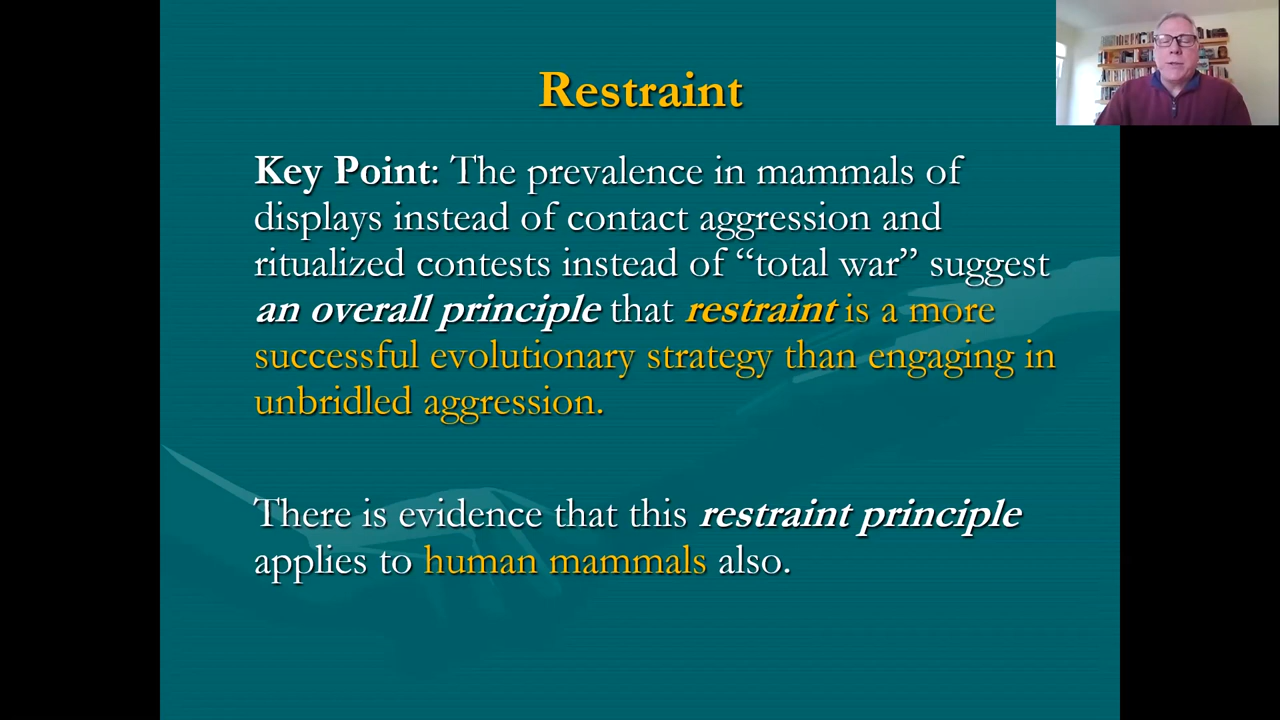 Restraint
Key Point: The prevalence in mammals of
displays instead of contact aggression and
ritualized contests instead of “total war” suggest
an overall principle that restraint is a more
successful evolutionary strategy than engaging in
unbridled aggression.
There is evidence that this restraint principle
applies to human mammals also.